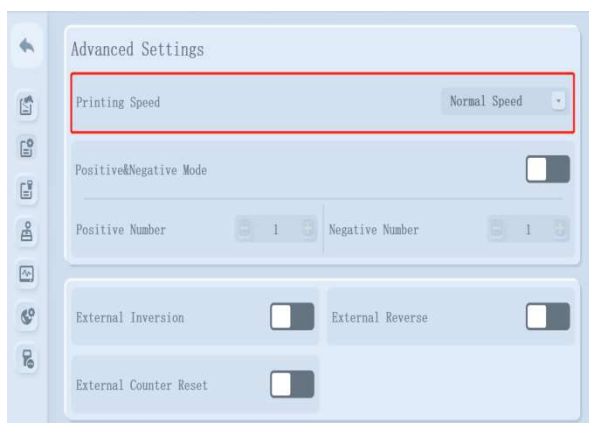 Advanced Settings
Printing Speed Normal Speed
Positive&Negative Mode
Positive Number 1 Negative Number 1
External Inversion External Reverse
External Counter Reset